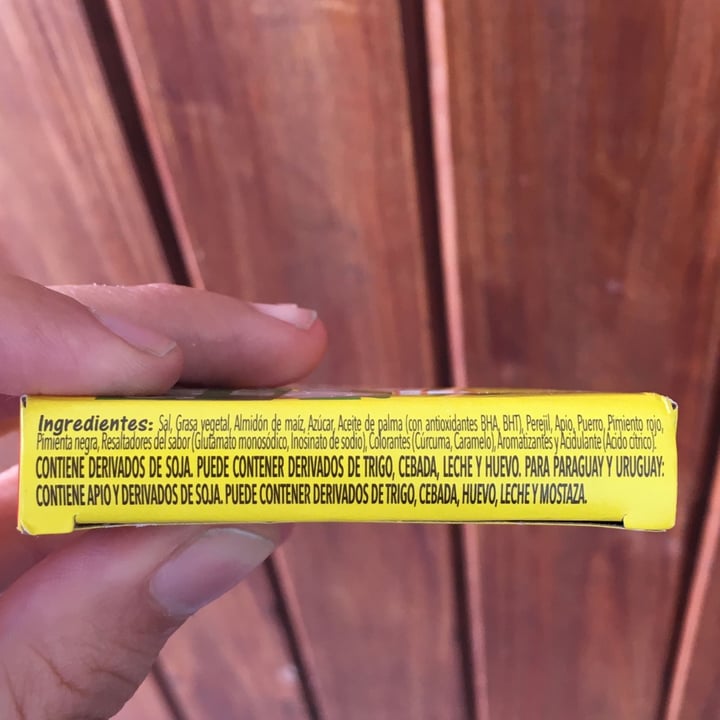 Ingredientes: Sal, Grasa vegetal, Almidón de maíz, Azúcar, Aceite de palma (con antioxidantes BHA, BHT), Perejil, Apio, Puerro, Pimiento rojo,
Pimienta negra, Resaltadores del sabor (Glutamato monosódico, Inosinato de sodio), Colorantes (Cúrcuma, Caramelo), Aromatizantes y Acidulante (Ácido cítrico).
CONTIENE DERIVADOS DE SOJA. PUEDE CONTENER DERIVADOS DE TRIGO, CEBADA, LECHE Y HUEVO. PARA PARAGUAY Y URUGUAY:
CONTIENE APIO Y DERIVADOS DE SOJA. PUEDE CONTENER DERIVADOS DE TRIGO, CEBADA, HUEVO, LECHE Y MOSTAZA.